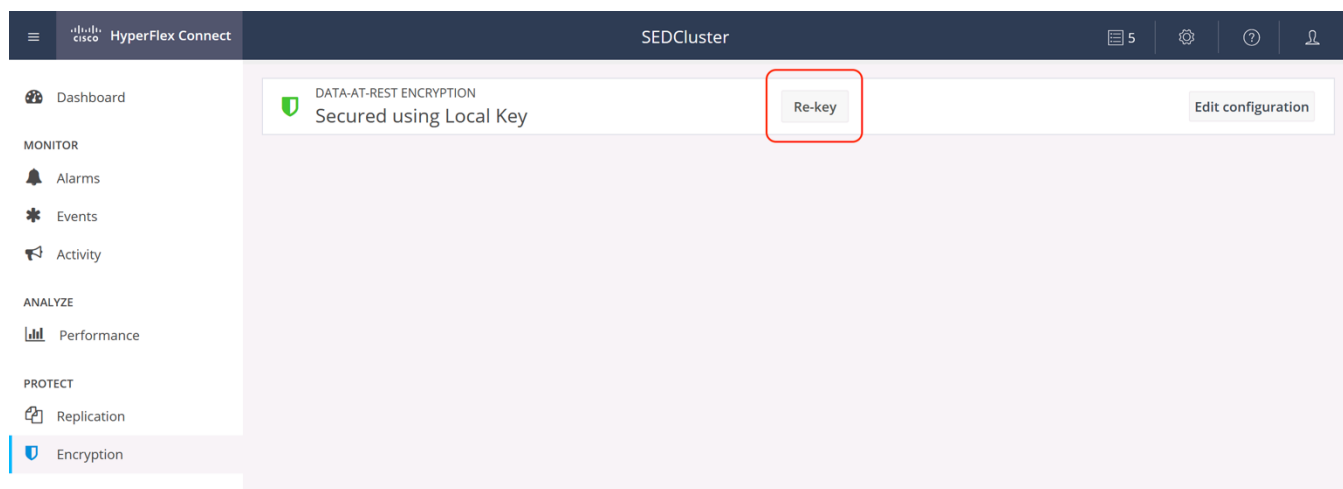 cisco HyperFlex Connect
SEDCluster
5
Dashboard
DATA-AT-REST ENCRYPTION
Secured using Local Key
Re-key
Edit configuration
MONITOR
Alarms
Events
Activity
ANALYZE
Performance
PROTECT
Replication
Encryption